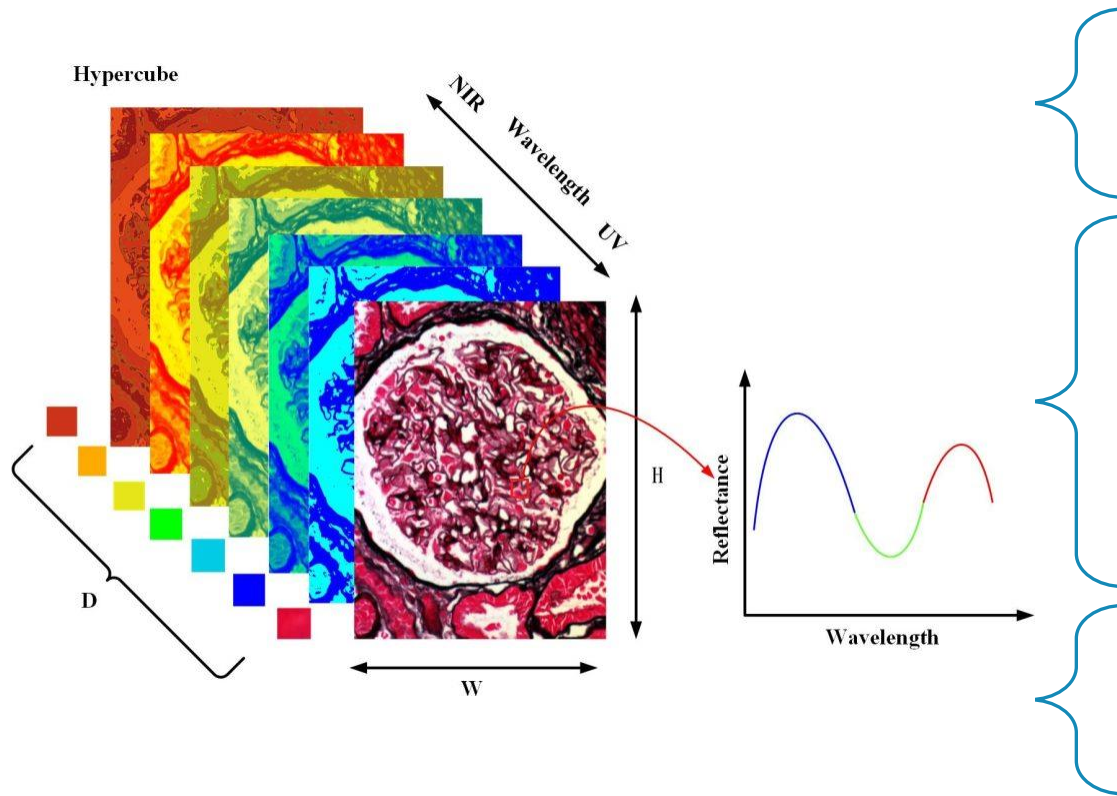 Hypercube
NIR Wavelength UV
H
D
W
Reflectance
Wavelength